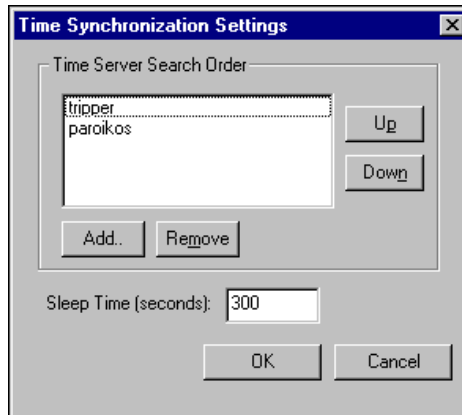 Time Synchronization Settings
Time Server Search Order
tripper
paroikos
Up
Down
Add..
Remove
Sleep Time (seconds): 300
OK
Cancel